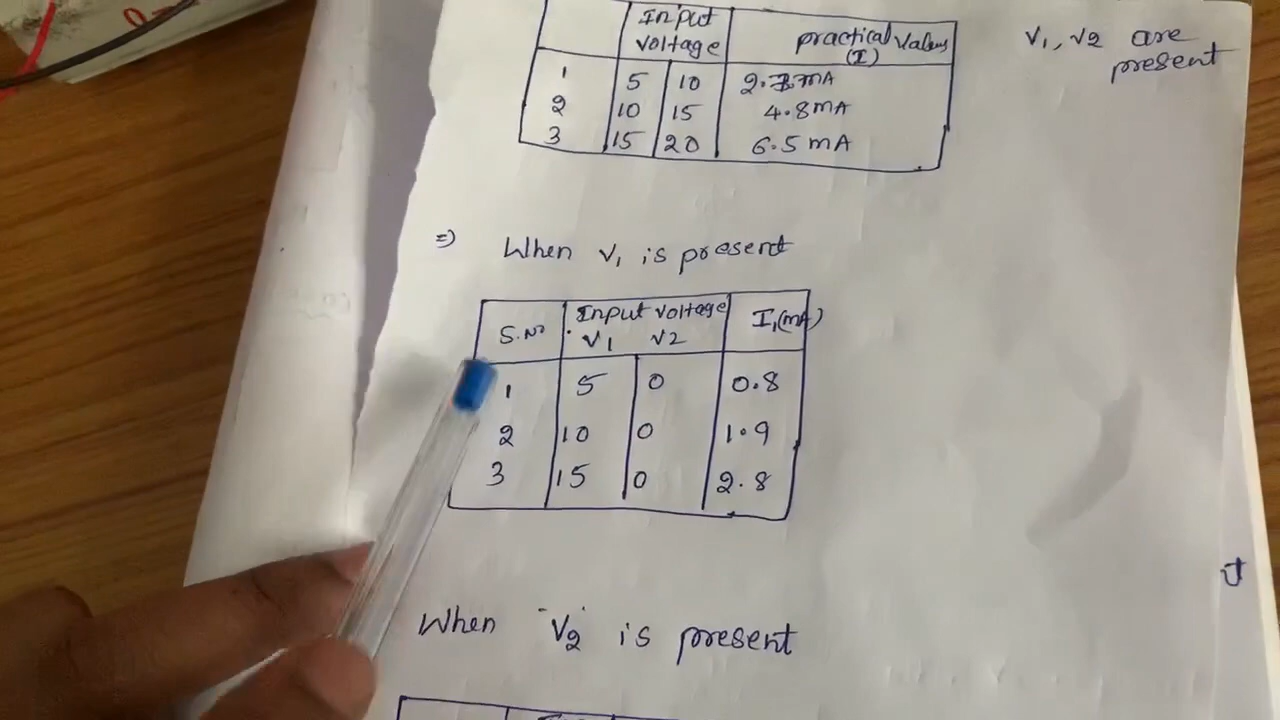 Input
voltage
practical values
(I)
1 5 10 2. mA
2 10 15 4.8mA
3 15 20 6.5 mA
V1, V2 are
present
=) When V1 is present
S.No Input voltage I1(mA)
V1 V2
1 5 0 0.8
2 10 0 1.9
3 15 0 2.8
When "V2" is present